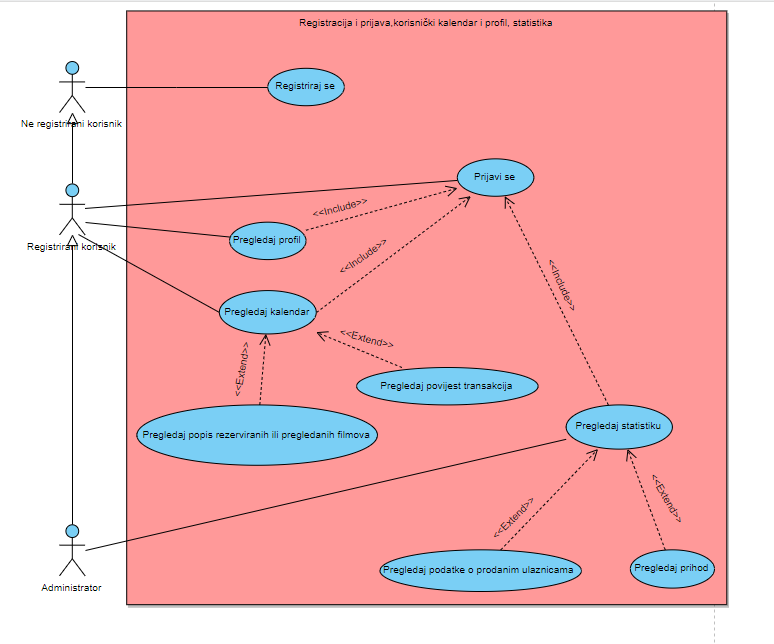 Registracija i prijava,korisnički kalendar i profil, statistika
Registriraj se
Ne registrirani korisnik
Prijavi se
<<Include>>
Pregledaj profil
Registrirani korisnik
<<Include>>
<<Include>>
Pregledaj kalendar
<<Extend>>
<<Extend>>
Pregledaj povijest transakcija
Pregledaj statistiku
Pregledaj popis rezerviranih ili pregledanih filmova
<<Extend>>
<<Extend>>
Pregledaj podatke o prodanim ulaznicama
Pregledaj prihod
Administrator